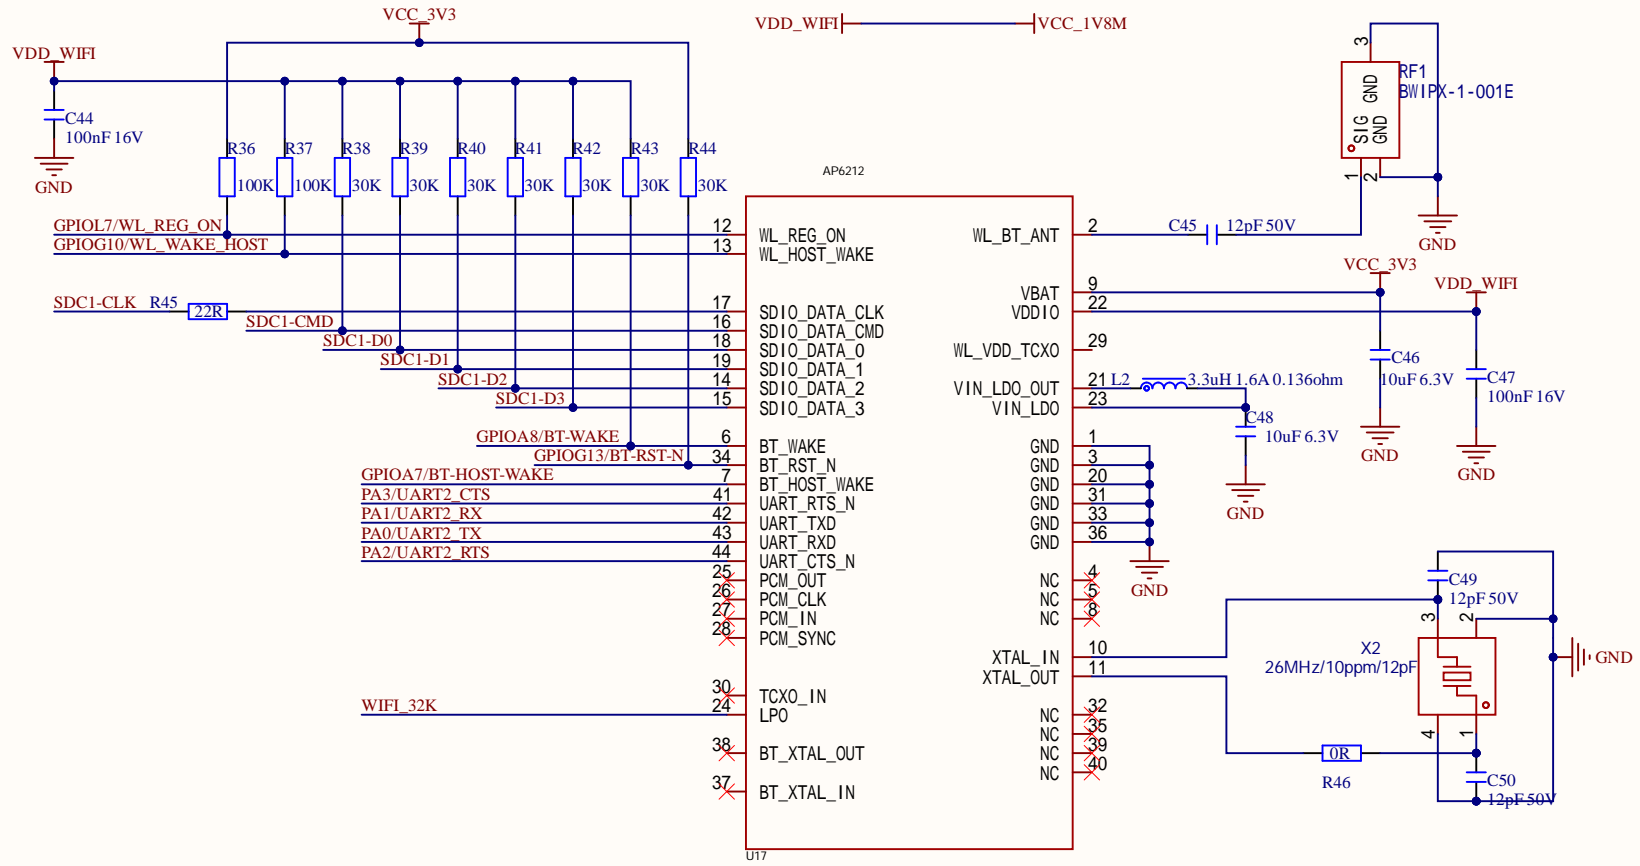 VCC_3V3
VDD_WIFI
VCC_1V8M
VDD_WIFI
C44
100nF 16V
GND
R36
100K
R37
100K
R38
30K
R39
30K
R40
30K
R41
30K
R42
30K
R43
30K
R44
30K
AP6212
3
GND
SIG
GND
1
2
RF1
BWIPX-1-001E
GND
GPIOL7/WL_REG_ON
12
WL_REG_ON
GPIOG10/WL_WAKE_HOST
13
WL_HOST_WAKE
SDC1-CLK
R45
22R
17
SDIO_DATA_CLK
SDC1-CMD
16
SDIO_DATA_CMD
SDC1-D0
18
SDIO_DATA_0
SDC1-D1
19
SDIO_DATA_1
SDC1-D2
14
SDIO_DATA_2
SDC1-D3
15
SDIO_DATA_3
GPIOA8/BT-WAKE
6
BT_WAKE
GPIOG13/BT-RST-N
34
BT_RST_N
GPIOA7/BT-HOST-WAKE
7
BT_HOST_WAKE
PA3/UART2_CTS
41
UART_RTS_N
PA1/UART2_RX
42
UART_TXD
PA0/UART2_TX
43
UART_RXD
PA2/UART2_RTS
44
UART_CTS_N
25
PCM_OUT
26
PCM_CLK
27
PCM_IN
28
PCM_SYNC
30
TCXO_IN
WIFI_32K
24
LPO
38
BT_XTAL_OUT
37
BT_XTAL_IN
U17
WL_BT_ANT
2
C45
12pF 50V
VCC_3V3
VBAT
9
VDD_WIFI
VDDIO
22
WL_VDD_TCXO
29
C46
10uF 6.3V
GND
C47
100nF 16V
GND
VIN_LDO_OUT
21
L2
3.3uH 1.6A 0.136ohm
VIN_LDO
23
C48
10uF 6.3V
GND
GND
1
GND
3
GND
20
GND
31
GND
33
GND
36
GND
NC
4
NC
5
NC
8
XTAL_IN
10
XTAL_OUT
11
NC
32
NC
35
NC
39
NC
40
C49
12pF 50V
3
2
X2
26MHz/10ppm/12pF
GND
4
1
0R
R46
C50
12pF 50V